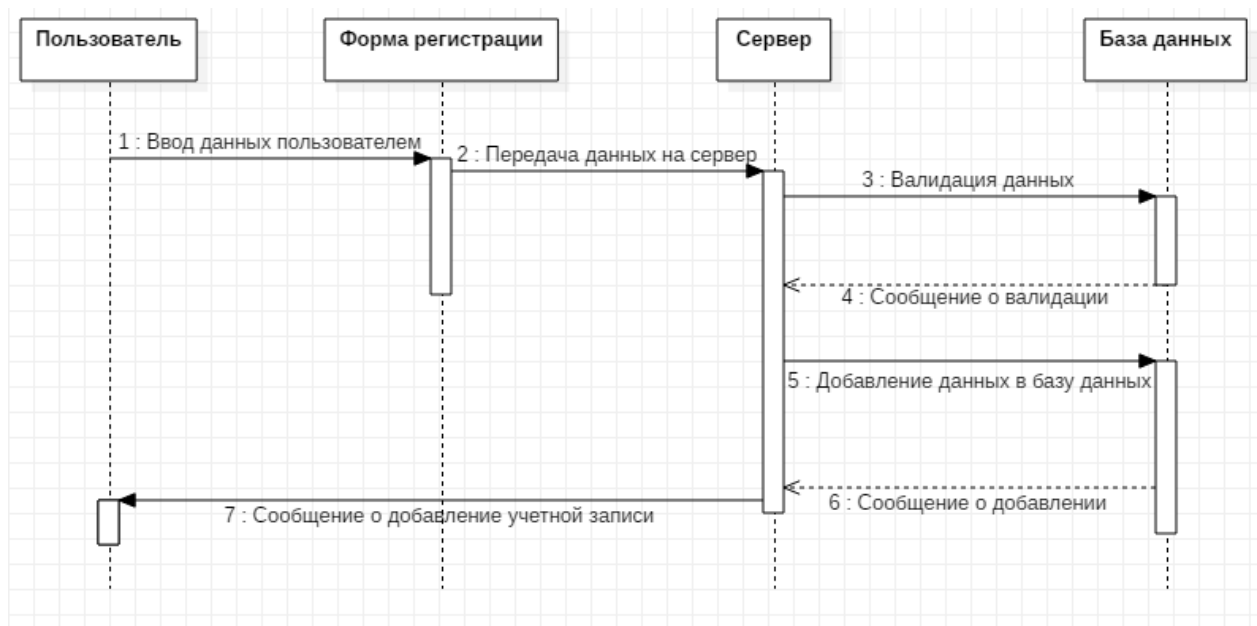 Пользователь
Форма регистрации
Сервер
База данных
1 : Ввод данных пользователем
2 : Передача данных на сервер
3 : Валидация данных
4 : Сообщение о валидации
5 : Добавление данных в базу данных
6 : Сообщение о добавлении
7 : Сообщение о добавление учетной записи